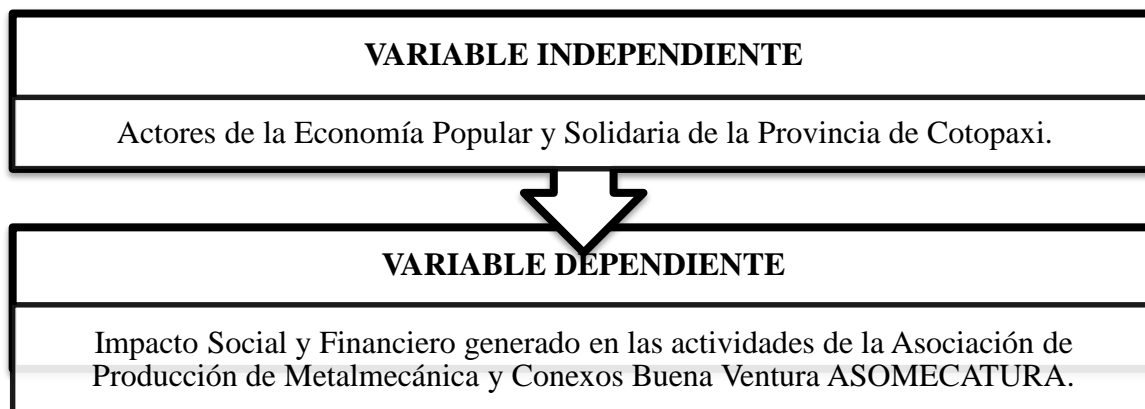 VARIABLE INDEPENDIENTE
Actores de la Economía Popular y Solidaria de la Provincia de Cotopaxi.
VARIABLE DEPENDIENTE
Impacto Social y Financiero generado en las actividades de la Asociación de
Producción de Metalmecánica y Conexos Buena Ventura ASOMECATURA.